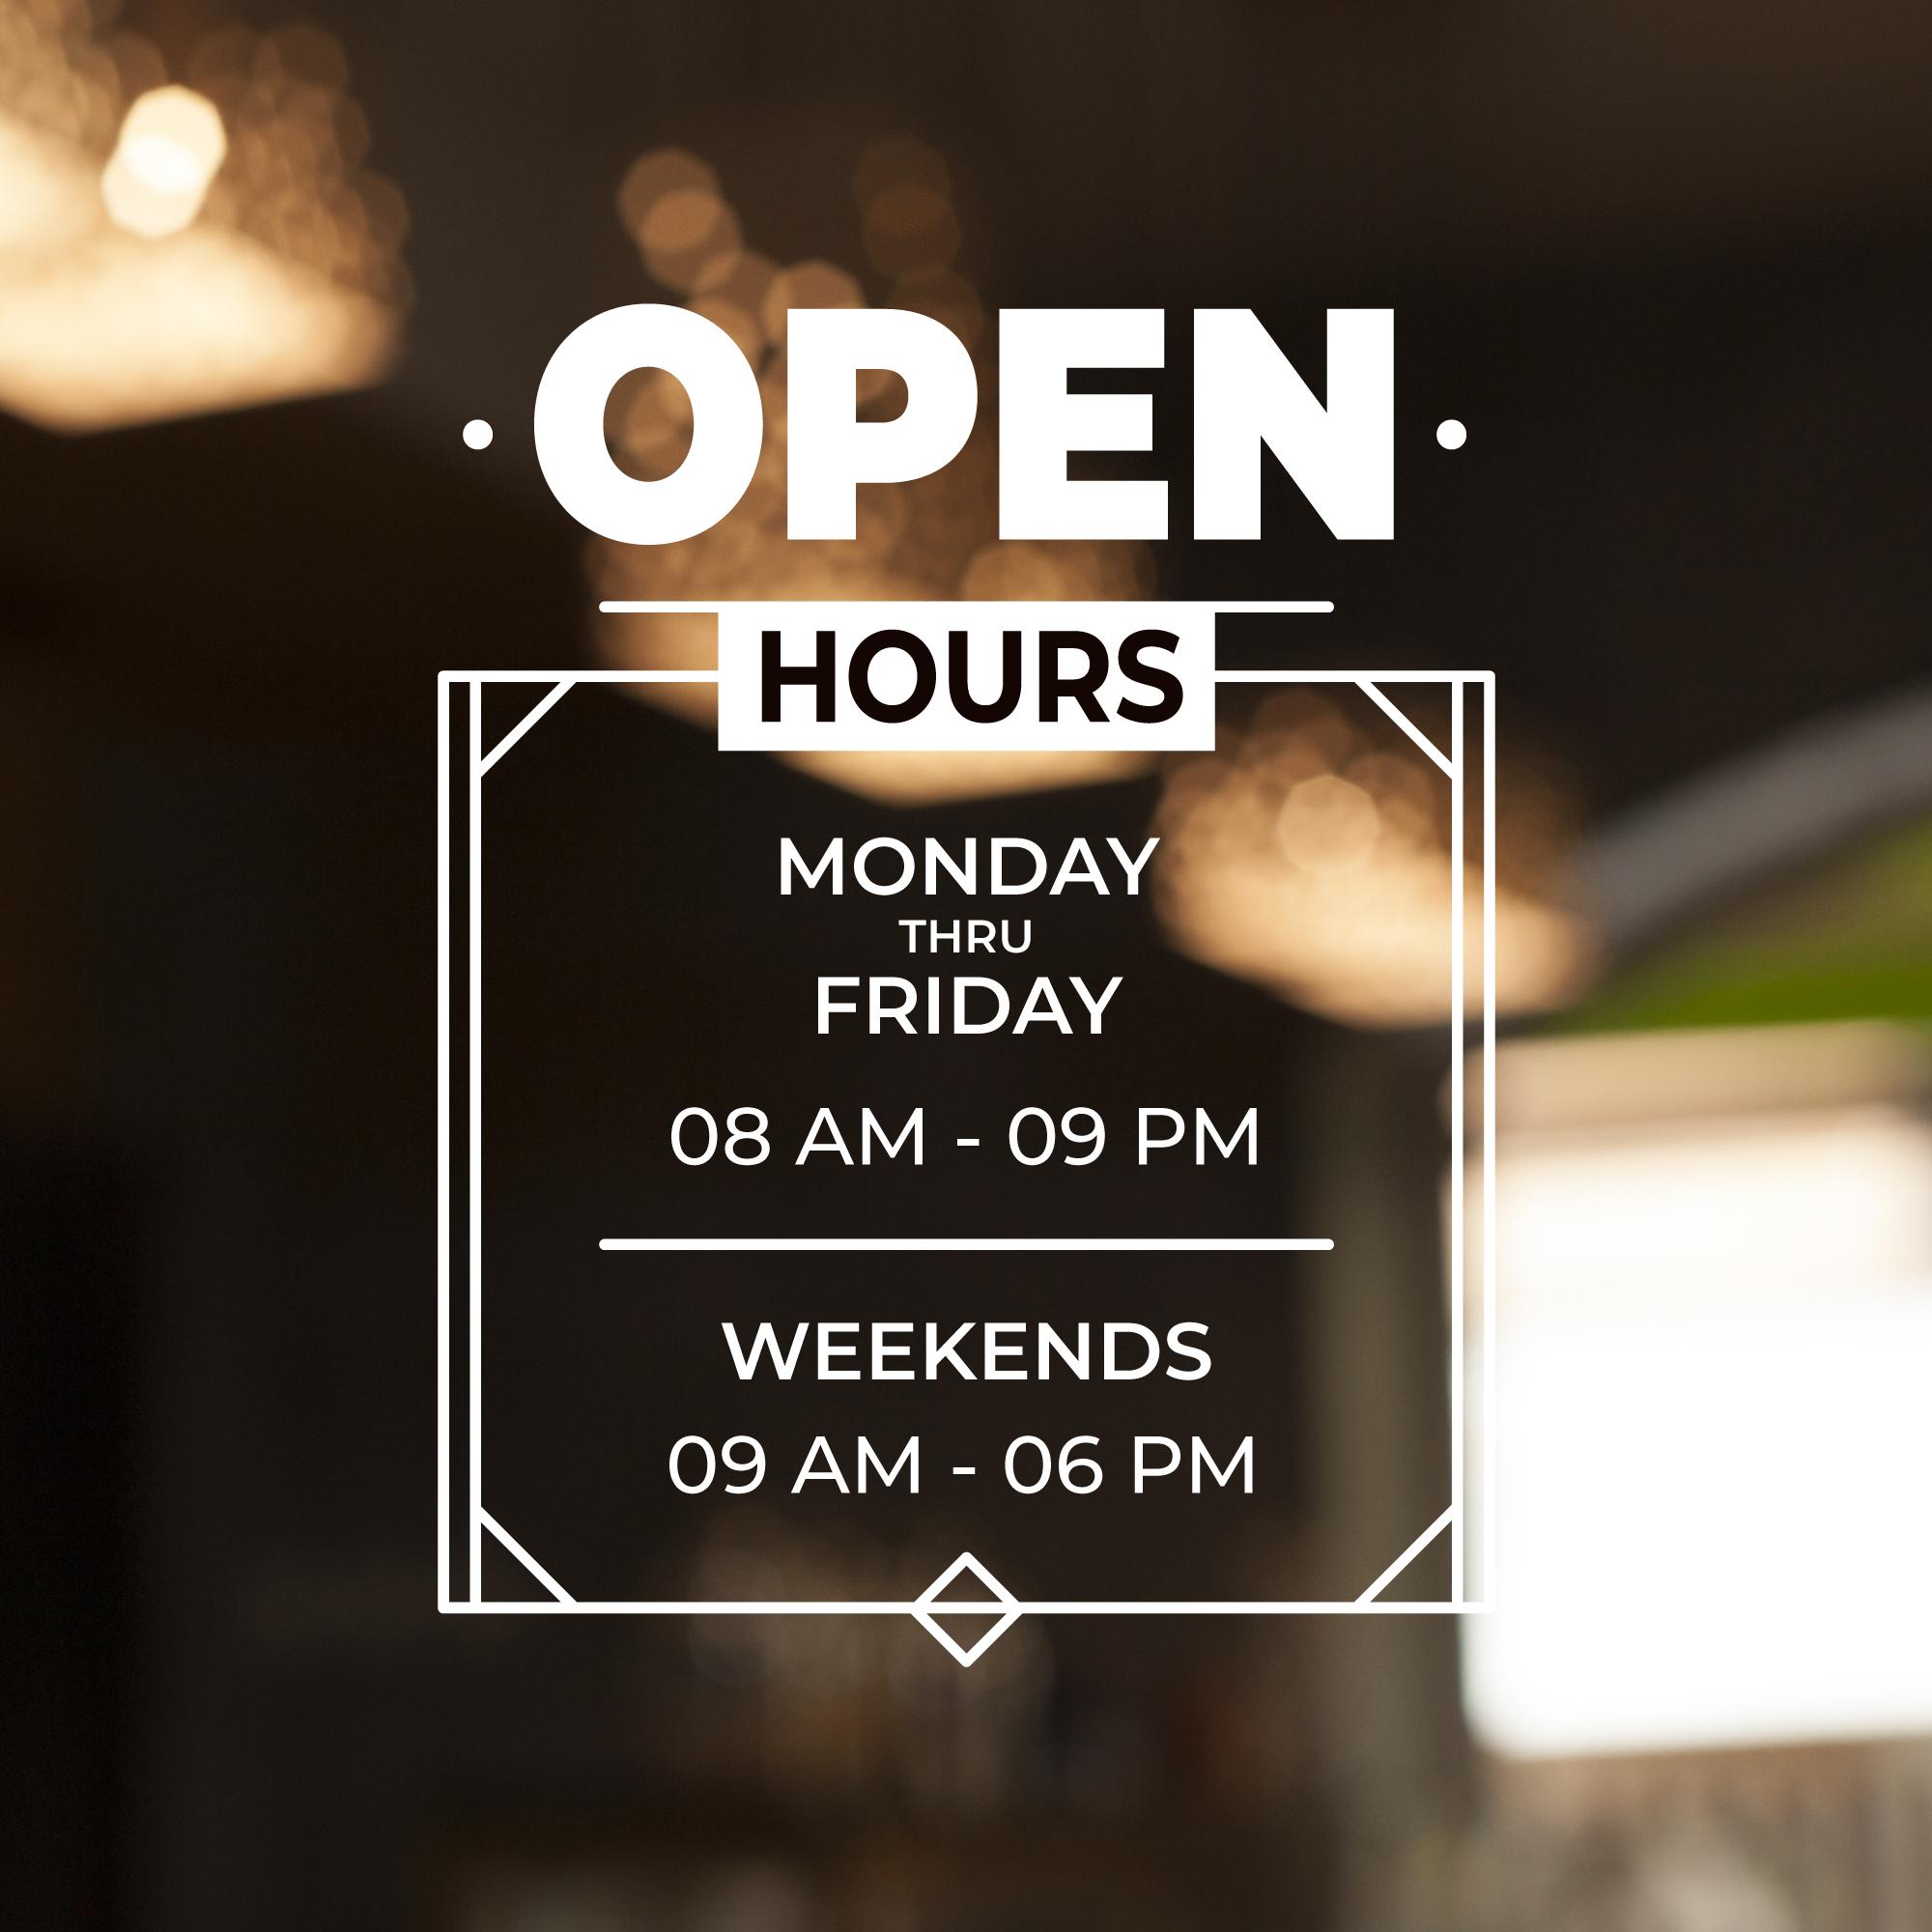 OPEN
HOURS
MONDAY
THRU
FRIDAY
08 AM - 09 PM
WEEKENDS
09 AM - 06 PM